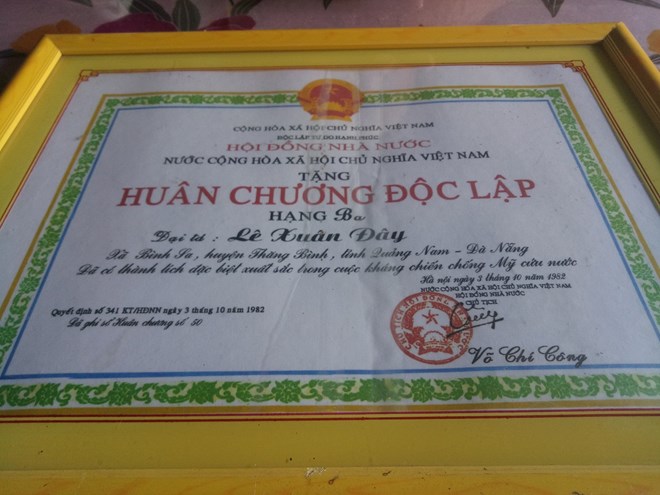 CỘNG HÒA XÃ HỘI CHỦ NGHĨA VIỆT NAM
ĐỘC LẬP TỰ DO HẠNH PHÚC
HỘI ĐỒNG NHÀ NƯỚC
NƯỚC CỘNG HÒA XÃ HỘI CHỦ NGHĨA VIỆT NAM
TẶNG
HUÂN CHƯƠNG ĐỘC LẬP
HẠNG Ba
Đại tá : Lê Xuân Đây
Xã Bình Sa, huyện Thăng Bình, tỉnh Quảng Nam - Đà Nẵng
Đã có thành tích đặc biệt xuất sắc trong cuộc kháng chiến chống Mỹ cứu nước
Hà nội ngày 3 tháng 10 năm 1982
NƯỚC CỘNG HÒA XÃ HỘI CHỦ NGHĨA VIỆT NAM
HỘI ĐỒNG NHÀ NƯỚC
CHỦ TỊCH
Quyết định số 541 KT/HĐNN ngày 3 tháng 10 năm 1982
Đã ghi sổ Huân chương số 50
Võ Chí Công